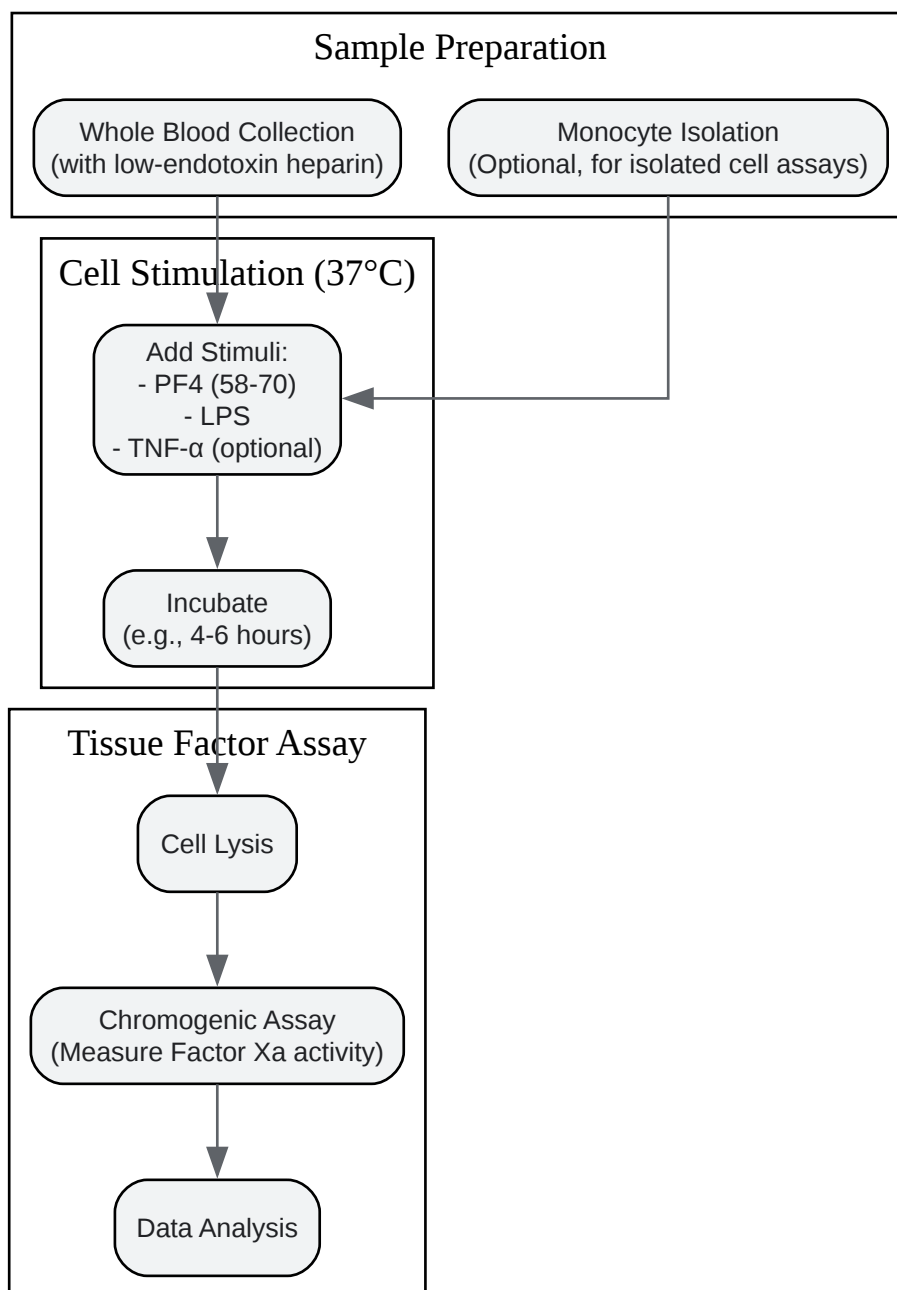 Sample Preparation
Whole Blood Collection
(with low-endotoxin heparin)
Monocyte Isolation
(Optional, for isolated cell assays)
Cell Stimulation (37°C)
Add Stimuli:
- PF4 (58-70)
- LPS
- TNF-α (optional)
Incubate
(e.g., 4-6 hours)
Tissue Factor Assay
Cell Lysis
Chromogenic Assay
(Measure Factor Xa activity)
Data Analysis